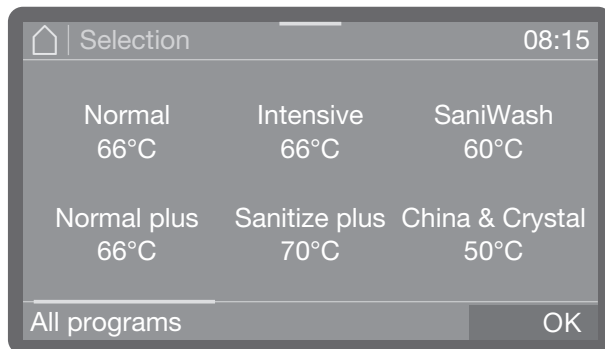 Selection 08:15
Normal Intensive SaniWash
66°C 66°C 60°C
Normal plus Sanitize plus China & Crystal
66°C 70°C 50°C
All programs OK